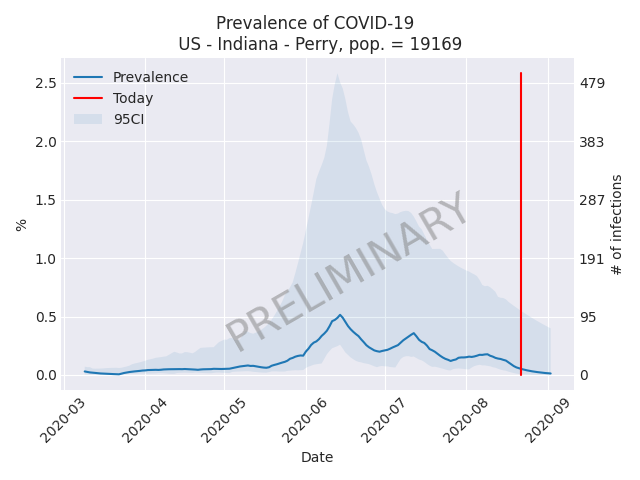 Prevalence of COVID-19
US - Indiana - Perry, pop. = 19169
Prevalence
Today
95CI
PRELIMINARY
%
2.5
2.0
1.5
1.0
0.5
0.0
479
383
287
191
95
0
# of infections
2020-03
2020-04
2020-05
2020-06
2020-07
2020-08
2020-09
Date